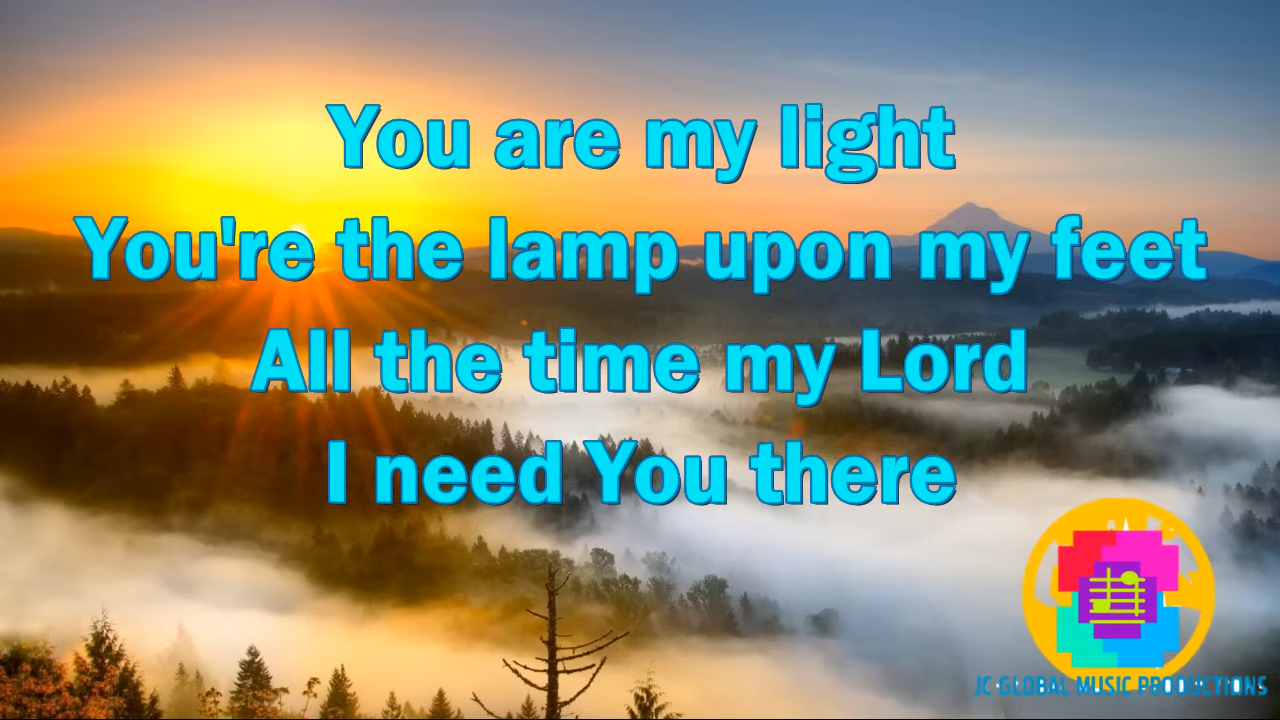 You are my light
You're the lamp upon my feet
All the time my Lord
I need You there
JC GLOBAL MUSIC PRODUCTIONS